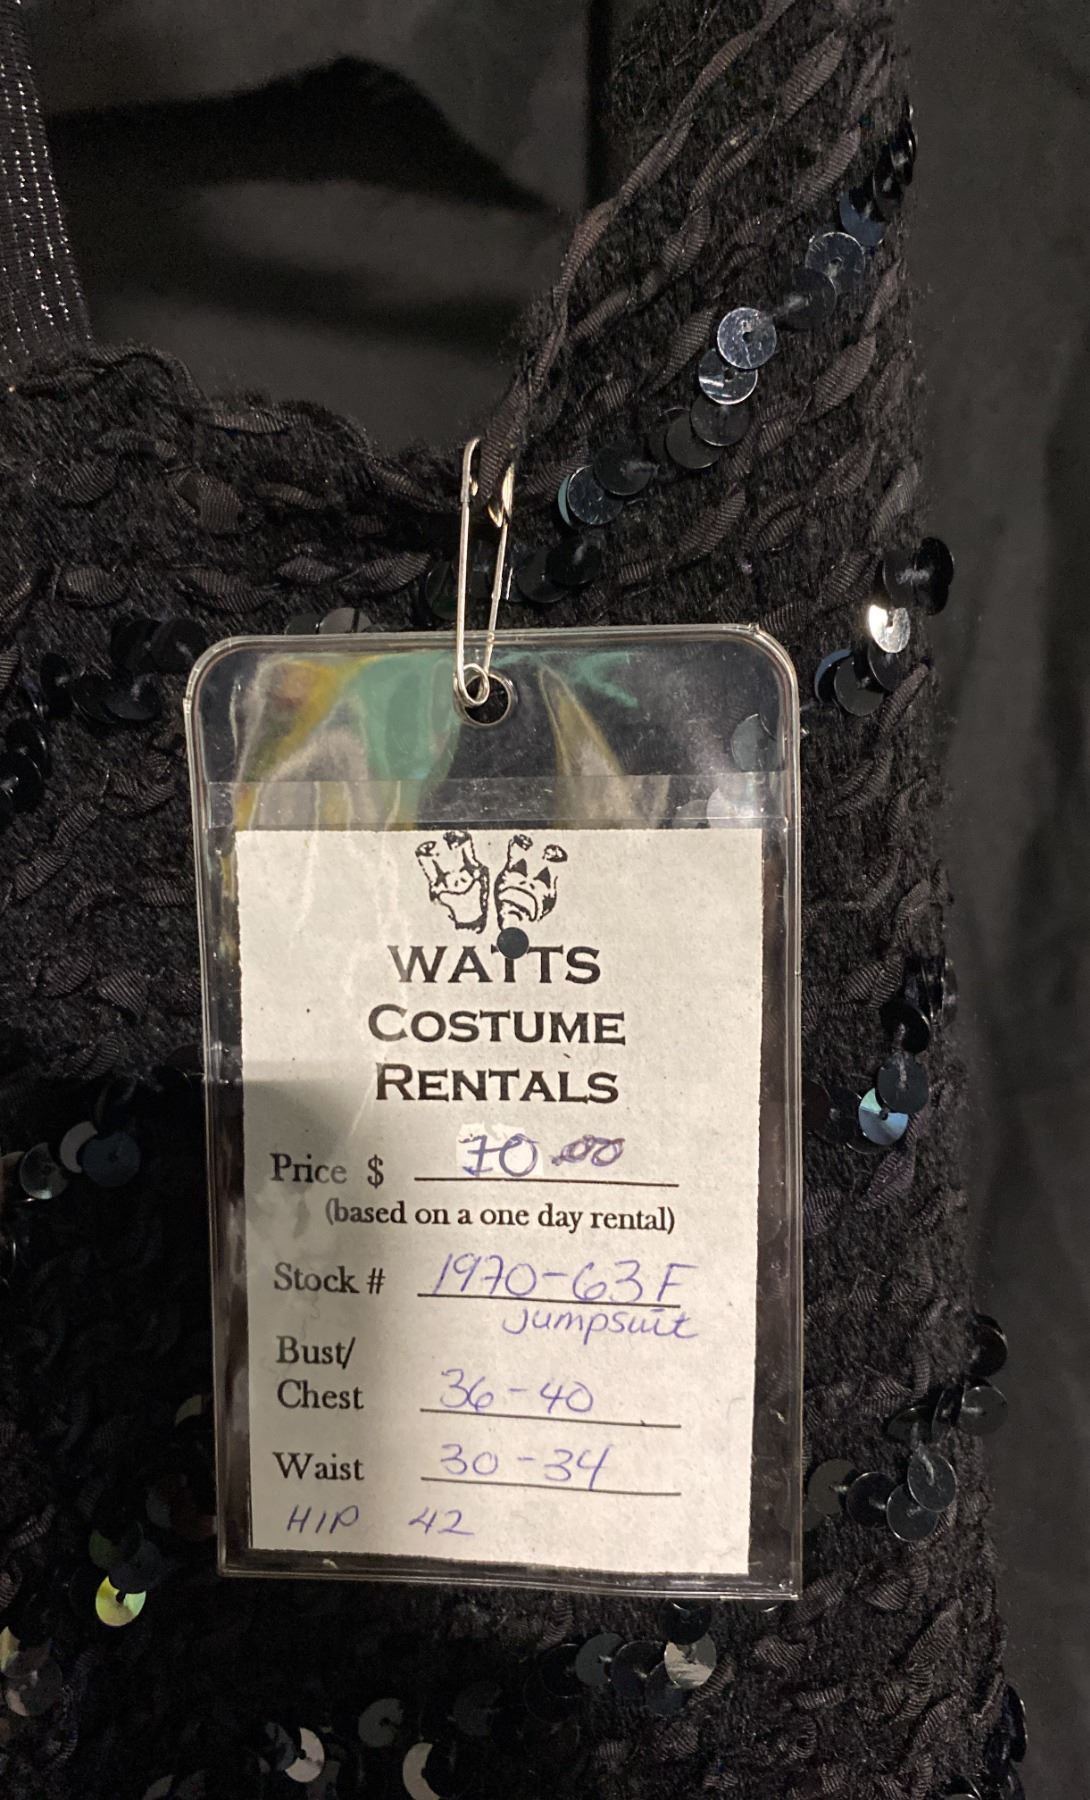 WATTS
COSTUME
RENTALS
Price $ 70.00
(based on a one day rental)
Stock # 1970-63F
jumpsuit
Bust/
Chest 36-40
Waist 30-34
HIP 42